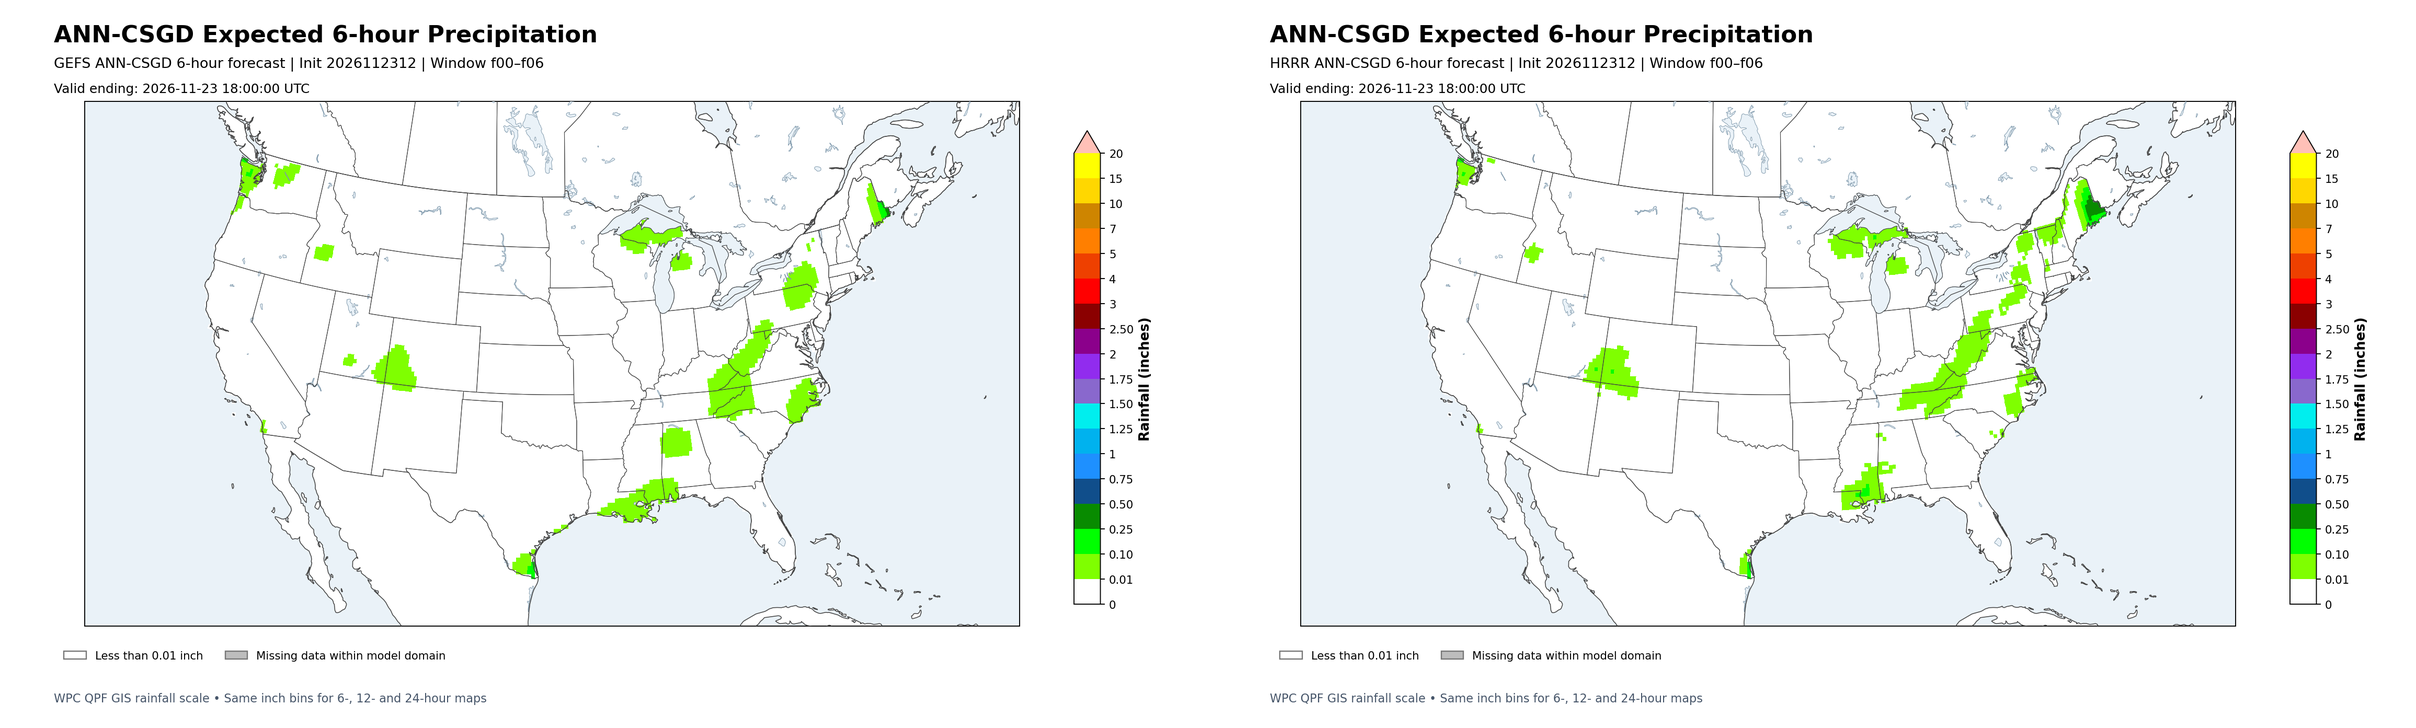 ANN-CSGD Expected 6-hour Precipitation
GEFS ANN-CSGD 6-hour forecast | Init 2026112312 | Window f00–f06
Valid ending: 2026-11-23 18:00:00 UTC
20
15
10
7
5
4
3
2.50
2
1.75
1.50
1.25
1
0.75
0.50
0.25
0.10
0.01
0
Rainfall (inches)
Less than 0.01 inch
Missing data within model domain
WPC QPF GIS rainfall scale • Same inch bins for 6-, 12- and 24-hour maps
ANN-CSGD Expected 6-hour Precipitation
HRRR ANN-CSGD 6-hour forecast | Init 2026112312 | Window f00–f06
Valid ending: 2026-11-23 18:00:00 UTC
20
15
10
7
5
4
3
2.50
2
1.75
1.50
1.25
1
0.75
0.50
0.25
0.10
0.01
0
Rainfall (inches)
Less than 0.01 inch
Missing data within model domain
WPC QPF GIS rainfall scale • Same inch bins for 6-, 12- and 24-hour maps